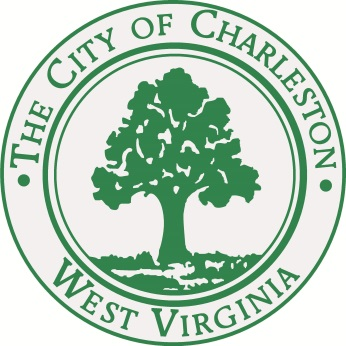 THE CITY OF CHARLESTON
WEST VIRGINIA